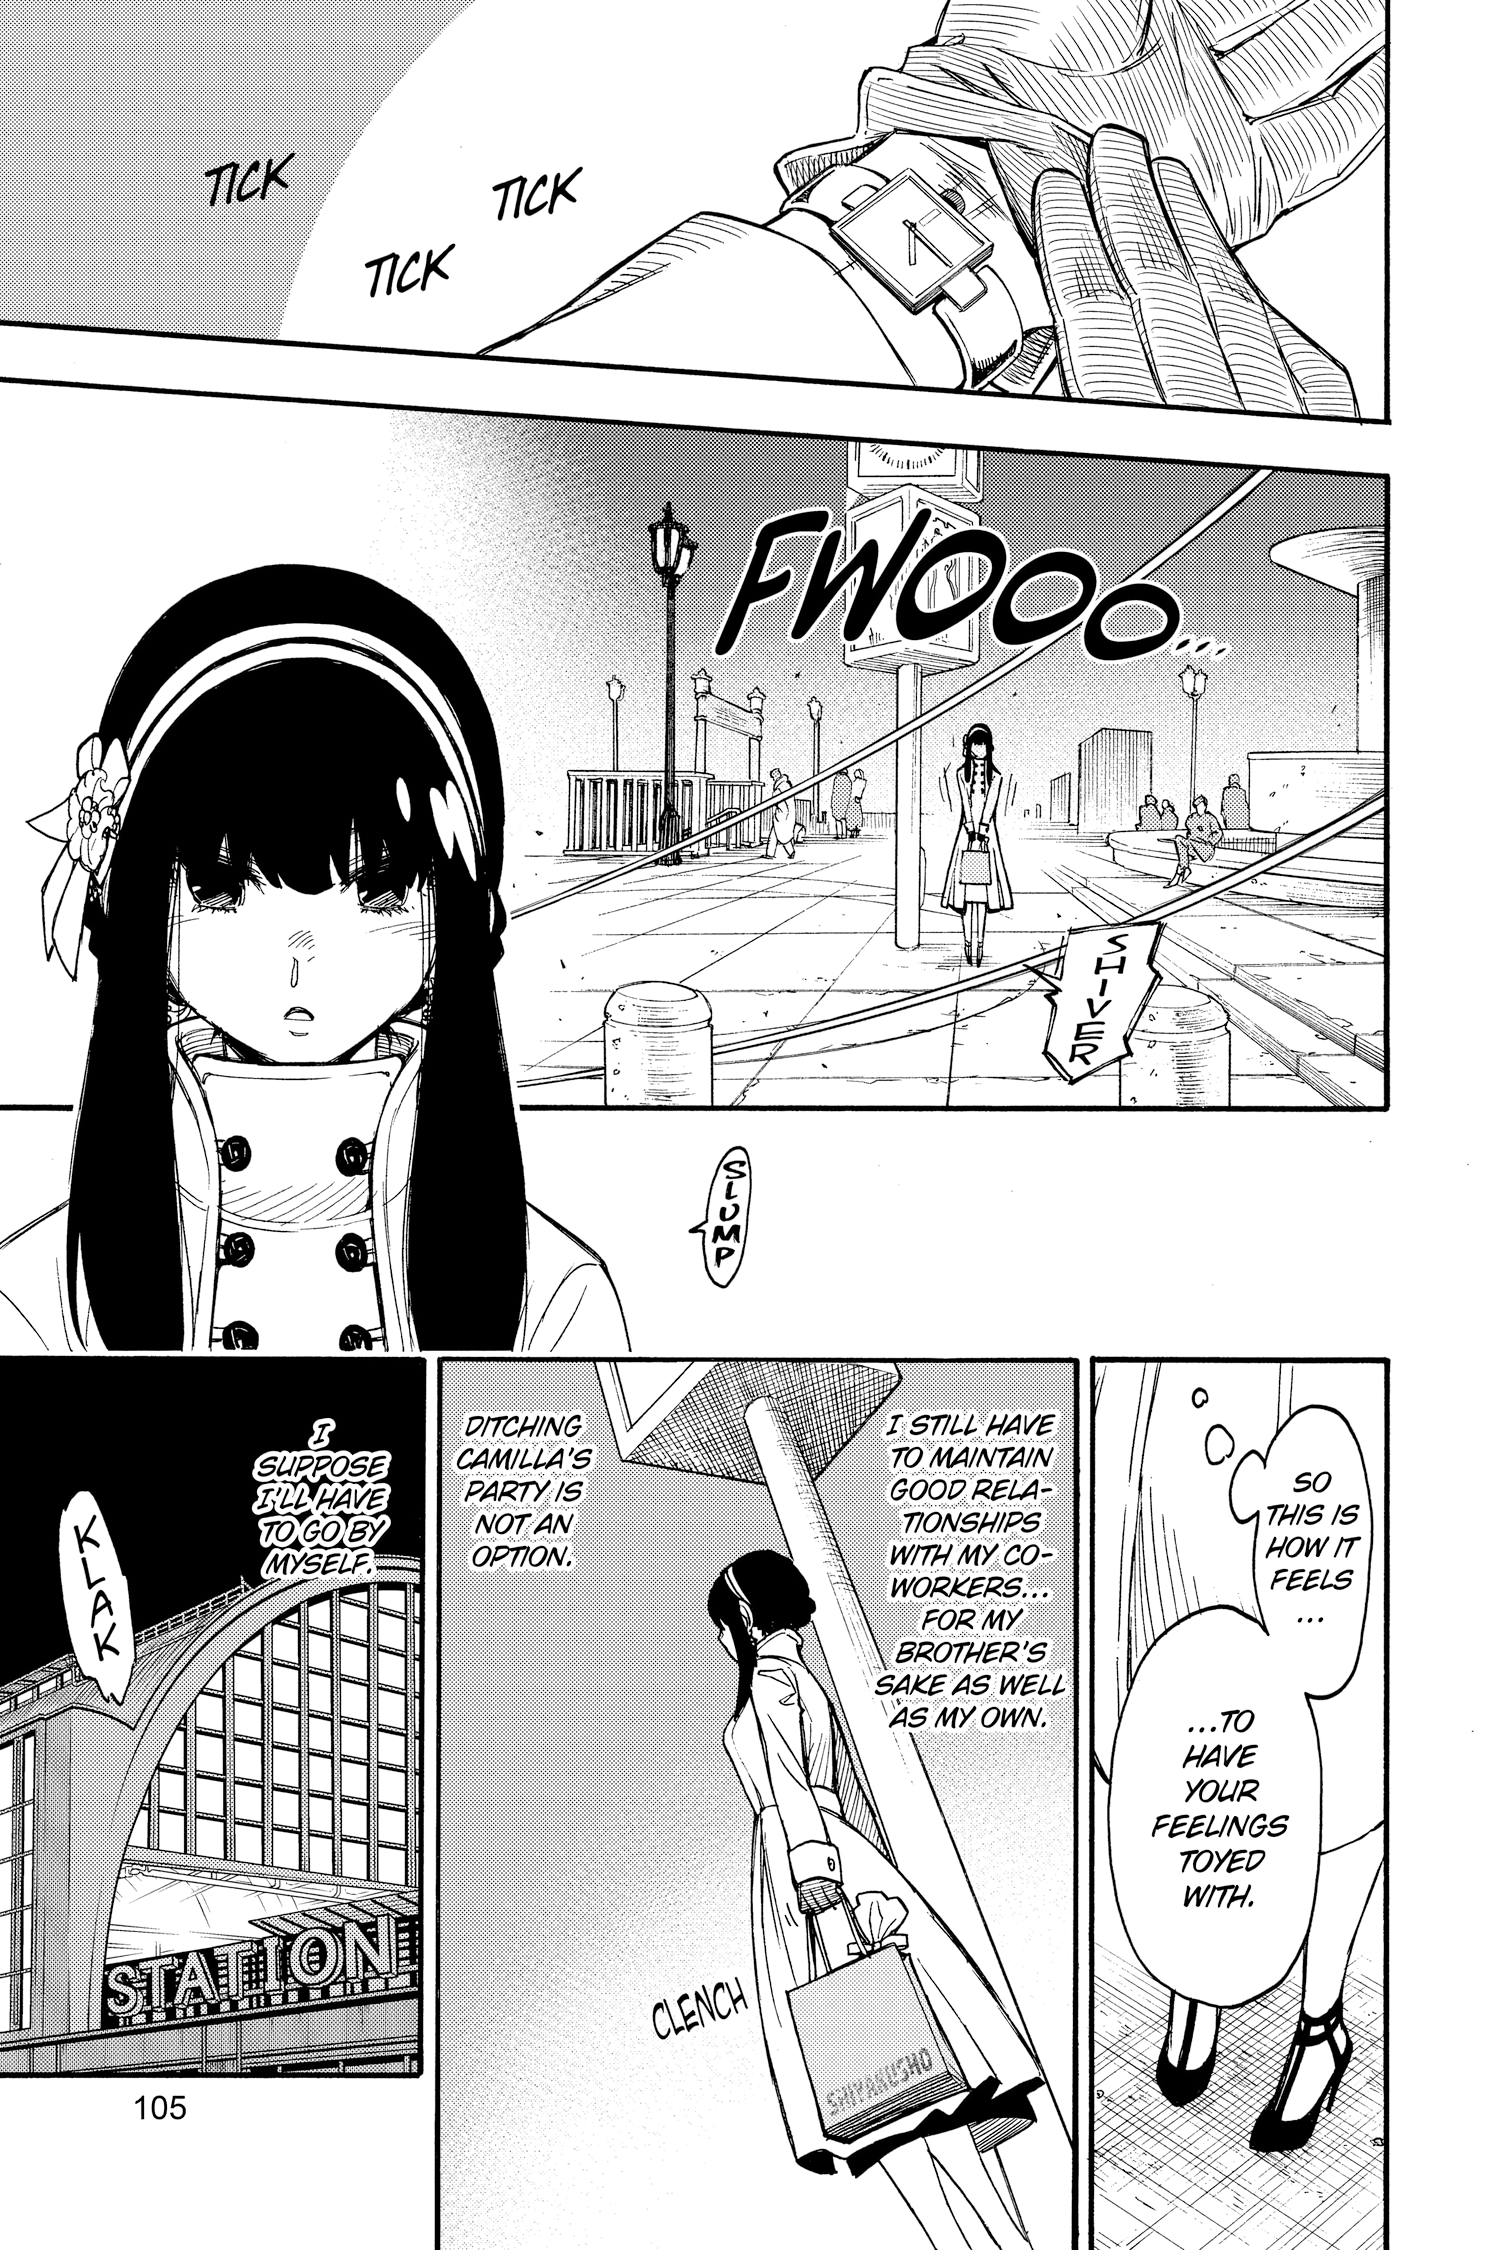 TICK
TICK
TICK
FWOOO...
SHIVER
SLUMP
SO
THIS IS
HOW IT
FEELS
...
...TO
HAVE
YOUR
FEELINGS
TOYED
WITH.
I STILL HAVE
TO MAINTAIN
GOOD RELA-
TIONSHIPS
WITH MY CO-
WORKERS...
FOR MY
BROTHER'S
SAKE AS WELL
AS MY OWN.
DITCHING
CAMILLA'S
PARTY IS
NOT AN
OPTION.
CLENCH
SHIYAKUSHO
I
SUPPOSE
I'LL HAVE
TO GO BY
MYSELF.
KLAK
STATION
105